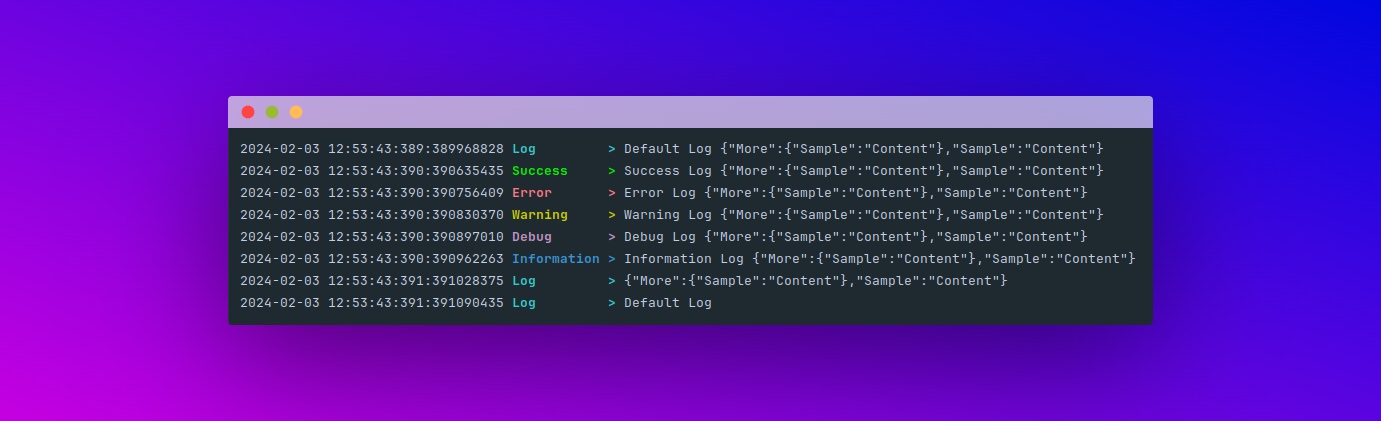 2024-02-03 12:53:43:389:389968828 Log > Default Log {"More":{"Sample":"Content"},"Sample":"Content"}
2024-02-03 12:53:43:390:390635435 Success > Success Log {"More":{"Sample":"Content"},"Sample":"Content"}
2024-02-03 12:53:43:390:390756409 Error > Error Log {"More":{"Sample":"Content"},"Sample":"Content"}
2024-02-03 12:53:43:390:390830370 Warning > Warning Log {"More":{"Sample":"Content"},"Sample":"Content"}
2024-02-03 12:53:43:390:390897010 Debug > Debug Log {"More":{"Sample":"Content"},"Sample":"Content"}
2024-02-03 12:53:43:390:390962263 Information > Information Log {"More":{"Sample":"Content"},"Sample":"Content"}
2024-02-03 12:53:43:391:391028375 Log > {"More":{"Sample":"Content"},"Sample":"Content"}
2024-02-03 12:53:43:391:391090435 Log > Default Log